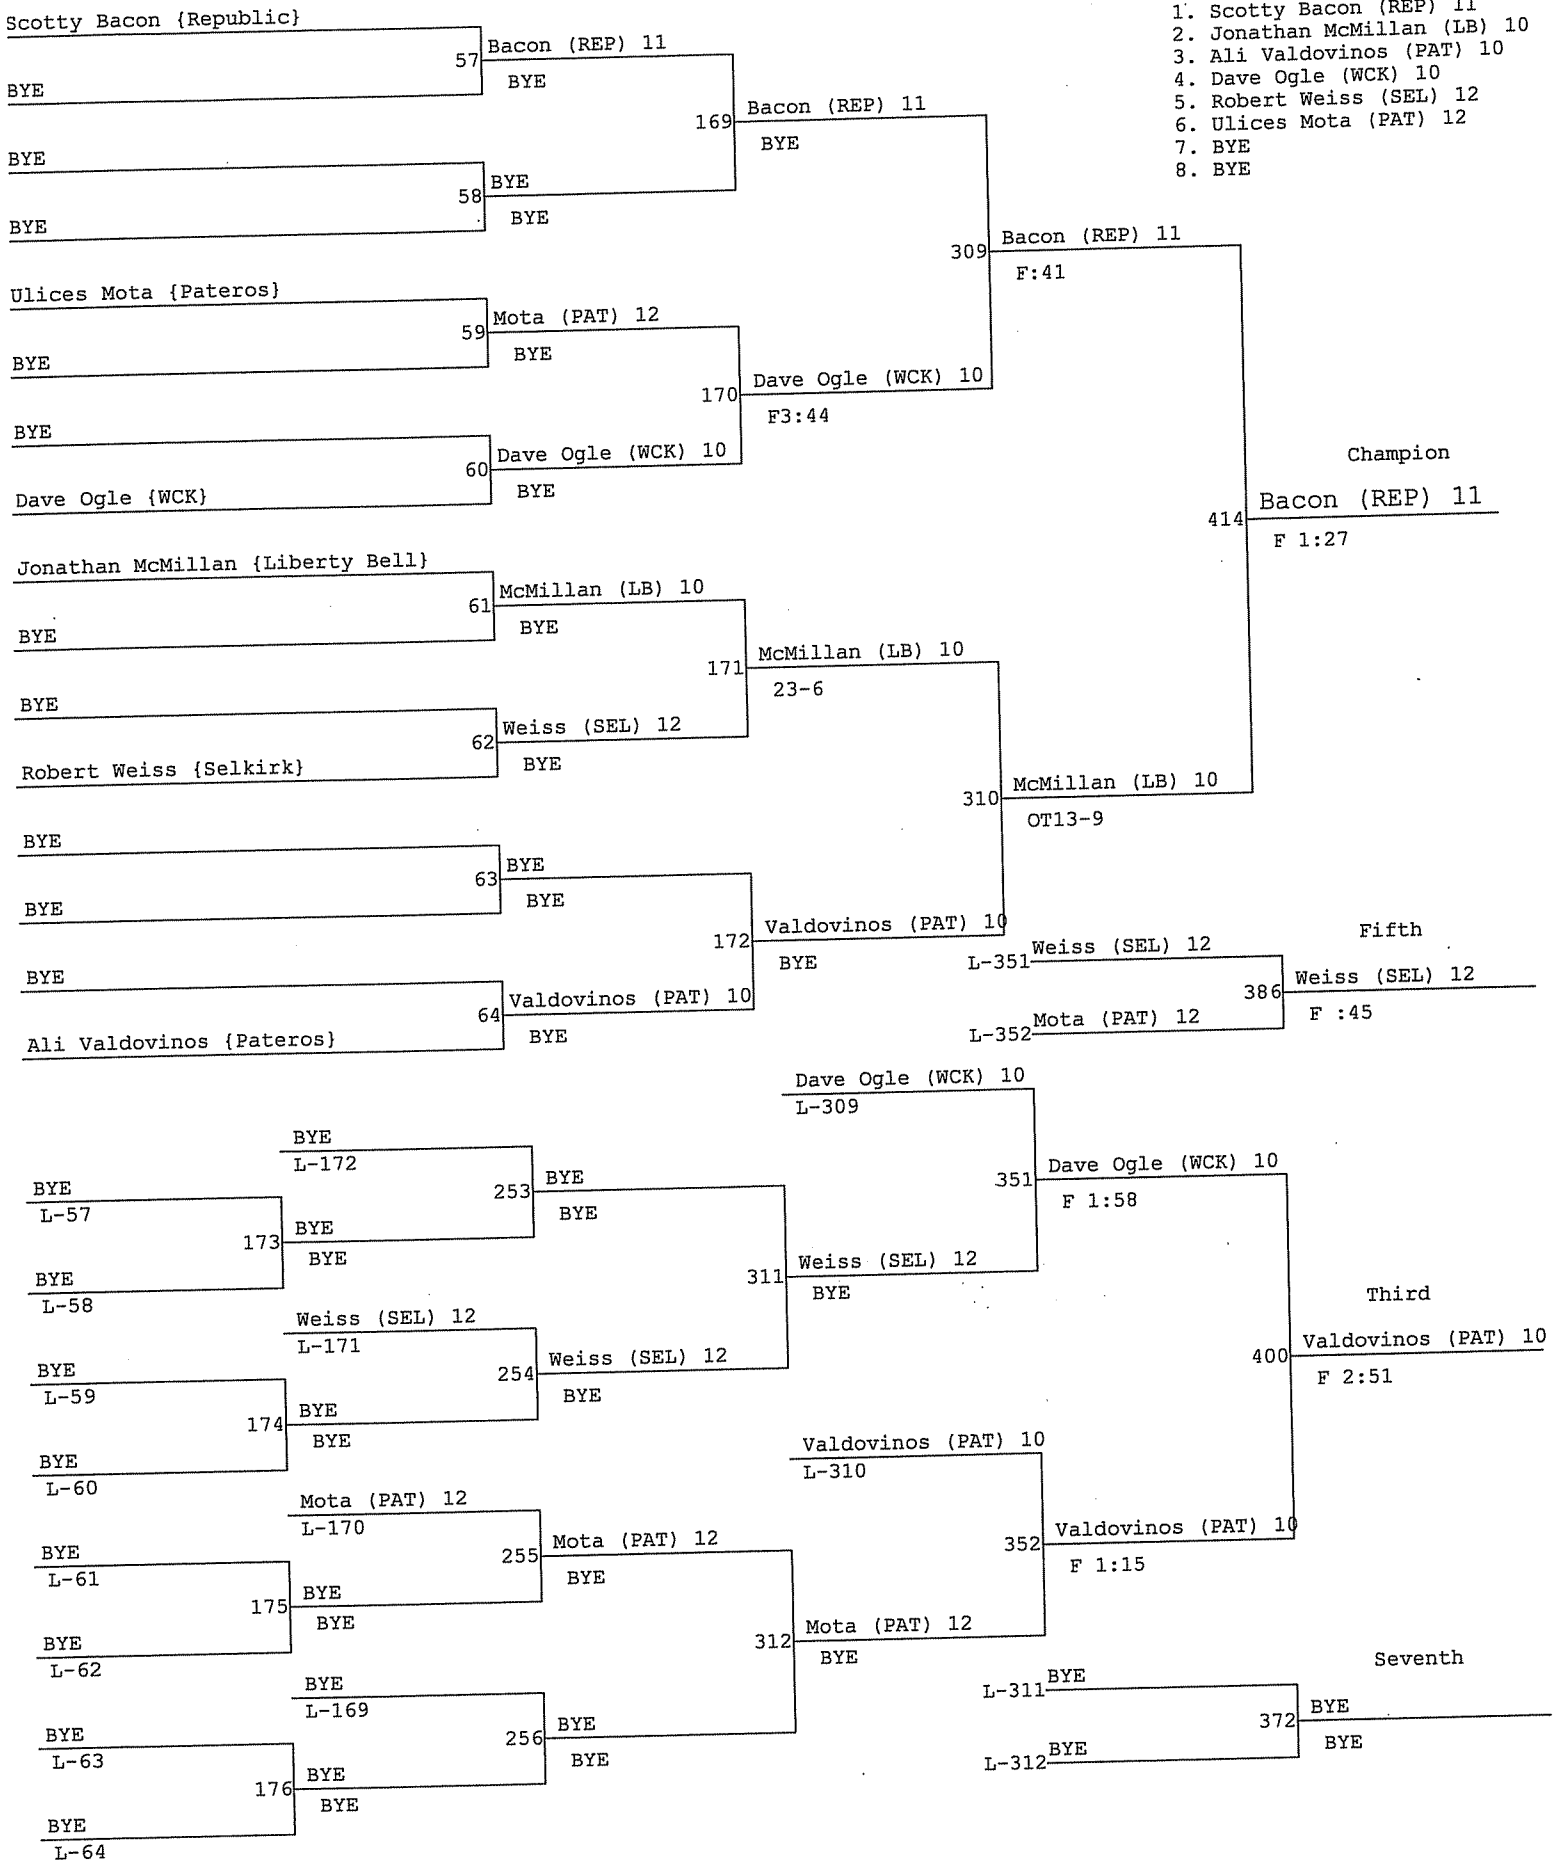 Scotty Bacon {Republic}
57
Bacon (REP) 11
BYE
BYE
169
Bacon (REP) 11
BYE
BYE
58
BYE
BYE
BYE
309
Bacon (REP) 11
F:41
Ulices Mota {Pateros}
59
Mota (PAT) 12
BYE
BYE
170
Dave Ogle (WCK) 10
F3:44
BYE
60
Dave Ogle (WCK) 10
BYE
Dave Ogle {WCK}
1. Scotty Bacon (REP) 11
2. Jonathan McMillan (LB) 10
3. Ali Valdovinos (PAT) 10
4. Dave Ogle (WCK) 10
5. Robert Weiss (SEL) 12
6. Ulices Mota (PAT) 12
7. BYE
8. BYE
Champion
414
Bacon (REP) 11
F 1:27
Jonathan McMillan {Liberty Bell}
61
McMillan (LB) 10
BYE
BYE
171
McMillan (LB) 10
23-6
BYE
62
Weiss (SEL) 12
BYE
Robert Weiss {Selkirk}
310
McMillan (LB) 10
OT13-9
BYE
63
BYE
BYE
BYE
172
Valdovinos (PAT) 10
BYE
BYE
64
Valdovinos (PAT) 10
BYE
Ali Valdovinos {Pateros}
Fifth
L-351
Weiss (SEL) 12
386
Weiss (SEL) 12
F :45
L-352
Mota (PAT) 12
Dave Ogle (WCK) 10
L-309
BYE
L-172
BYE
L-57
253
BYE
BYE
173
BYE
BYE
BYE
L-58
351
Dave Ogle (WCK) 10
F 1:58
311
Weiss (SEL) 12
BYE
Weiss (SEL) 12
L-171
BYE
L-59
254
Weiss (SEL) 12
BYE
174
BYE
BYE
BYE
L-60
Third
400
Valdovinos (PAT) 10
F 2:51
Valdovinos (PAT) 10
L-310
Mota (PAT) 12
L-170
BYE
L-61
255
Mota (PAT) 12
BYE
175
BYE
BYE
BYE
L-62
352
Valdovinos (PAT) 10
F 1:15
312
Mota (PAT) 12
BYE
BYE
L-169
BYE
L-63
256
BYE
BYE
176
BYE
BYE
BYE
L-64
Seventh
L-311
BYE
372
BYE
BYE
L-312
BYE